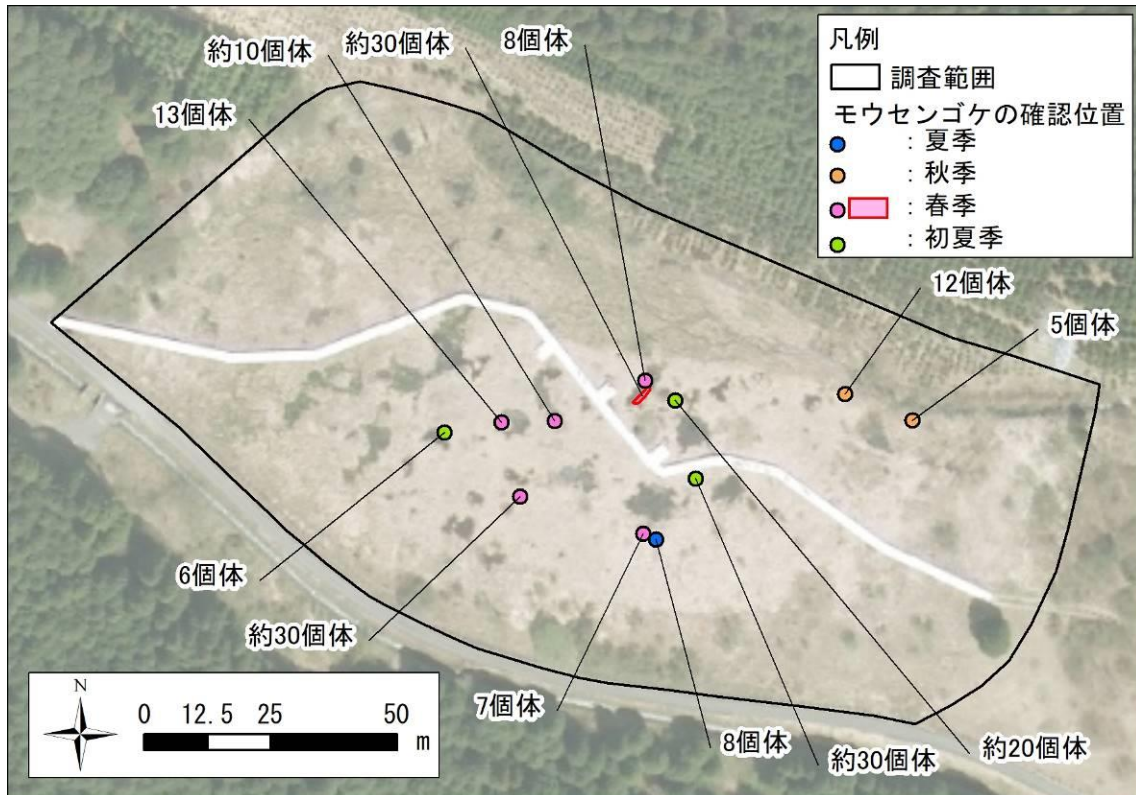 約10個体
約30個体
8個体
13個体
凡例
調査範囲
モウセンゴケの確認位置
：夏季
：秋季
：春季
：初夏季
12個体
5個体
6個体
約30個体
7個体
8個体
約30個体
約20個体
N
0 12.5 25 50
m